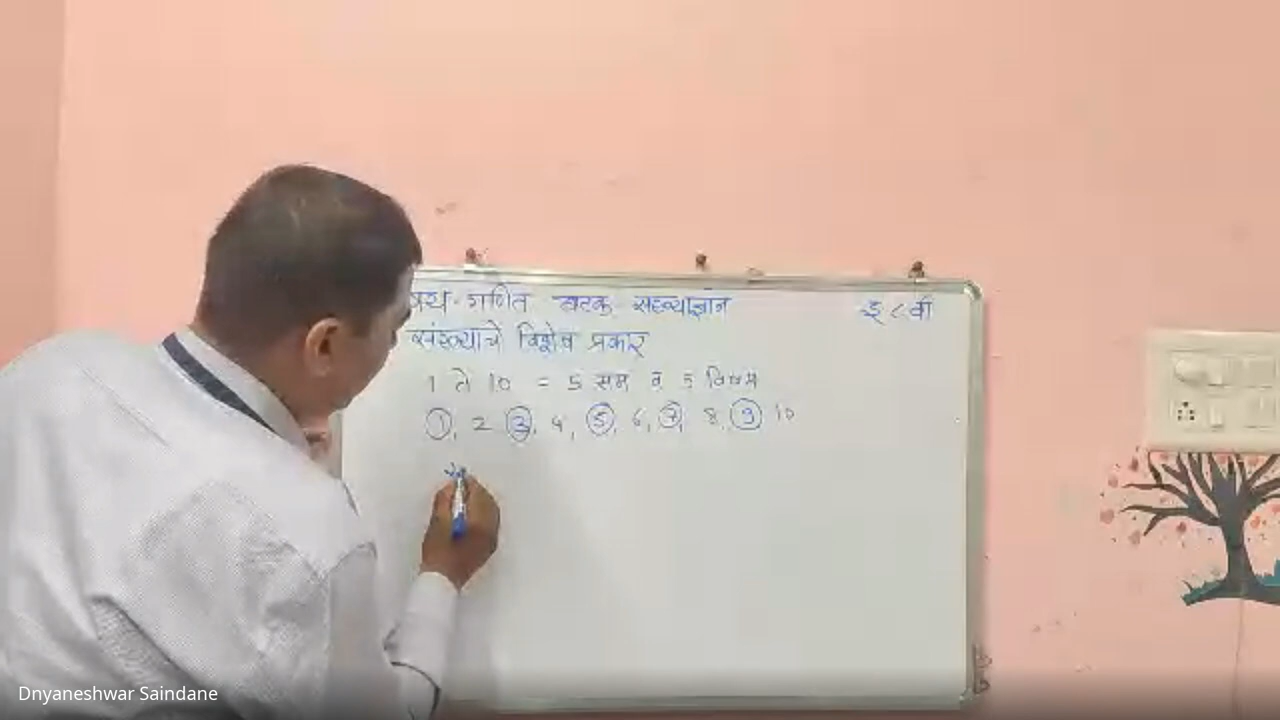 गणित घटक - संख्याज्ञान इ ८ वी
संख्याचे विशेष प्रकार
1 ते 10 = 5 सम व 5 विषम
1, 2 3, 4, 5, 6, 7, 8, 9 10
Dnyaneshwar Saindane